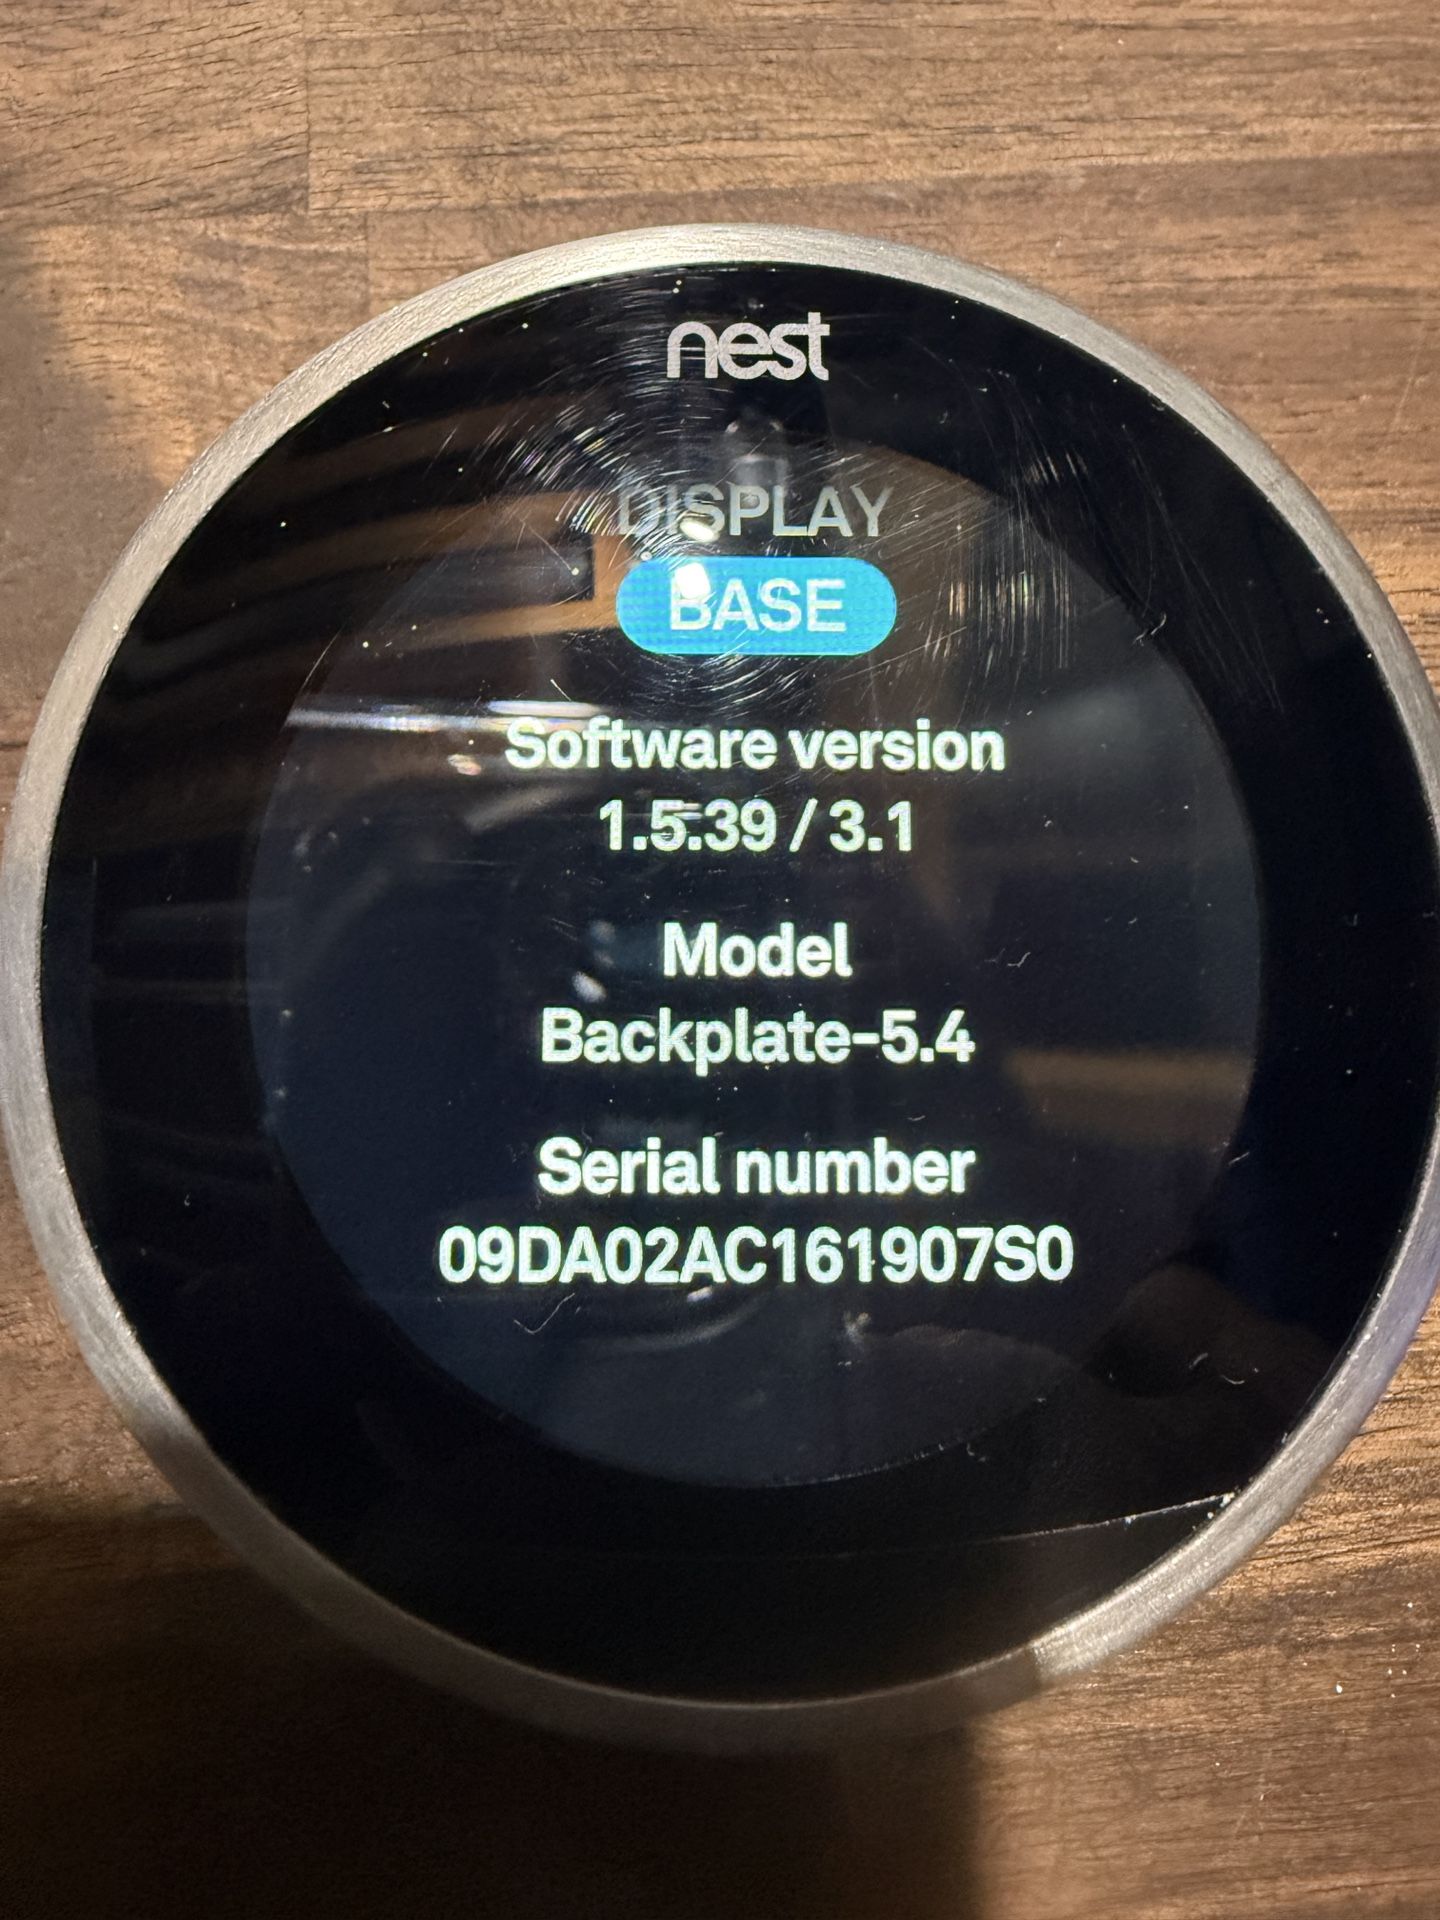 nest
DISPLAY
BASE
Software version
1.5.39 / 3.1
Model
Backplate-5.4
Serial number
09DA02AC161907S0